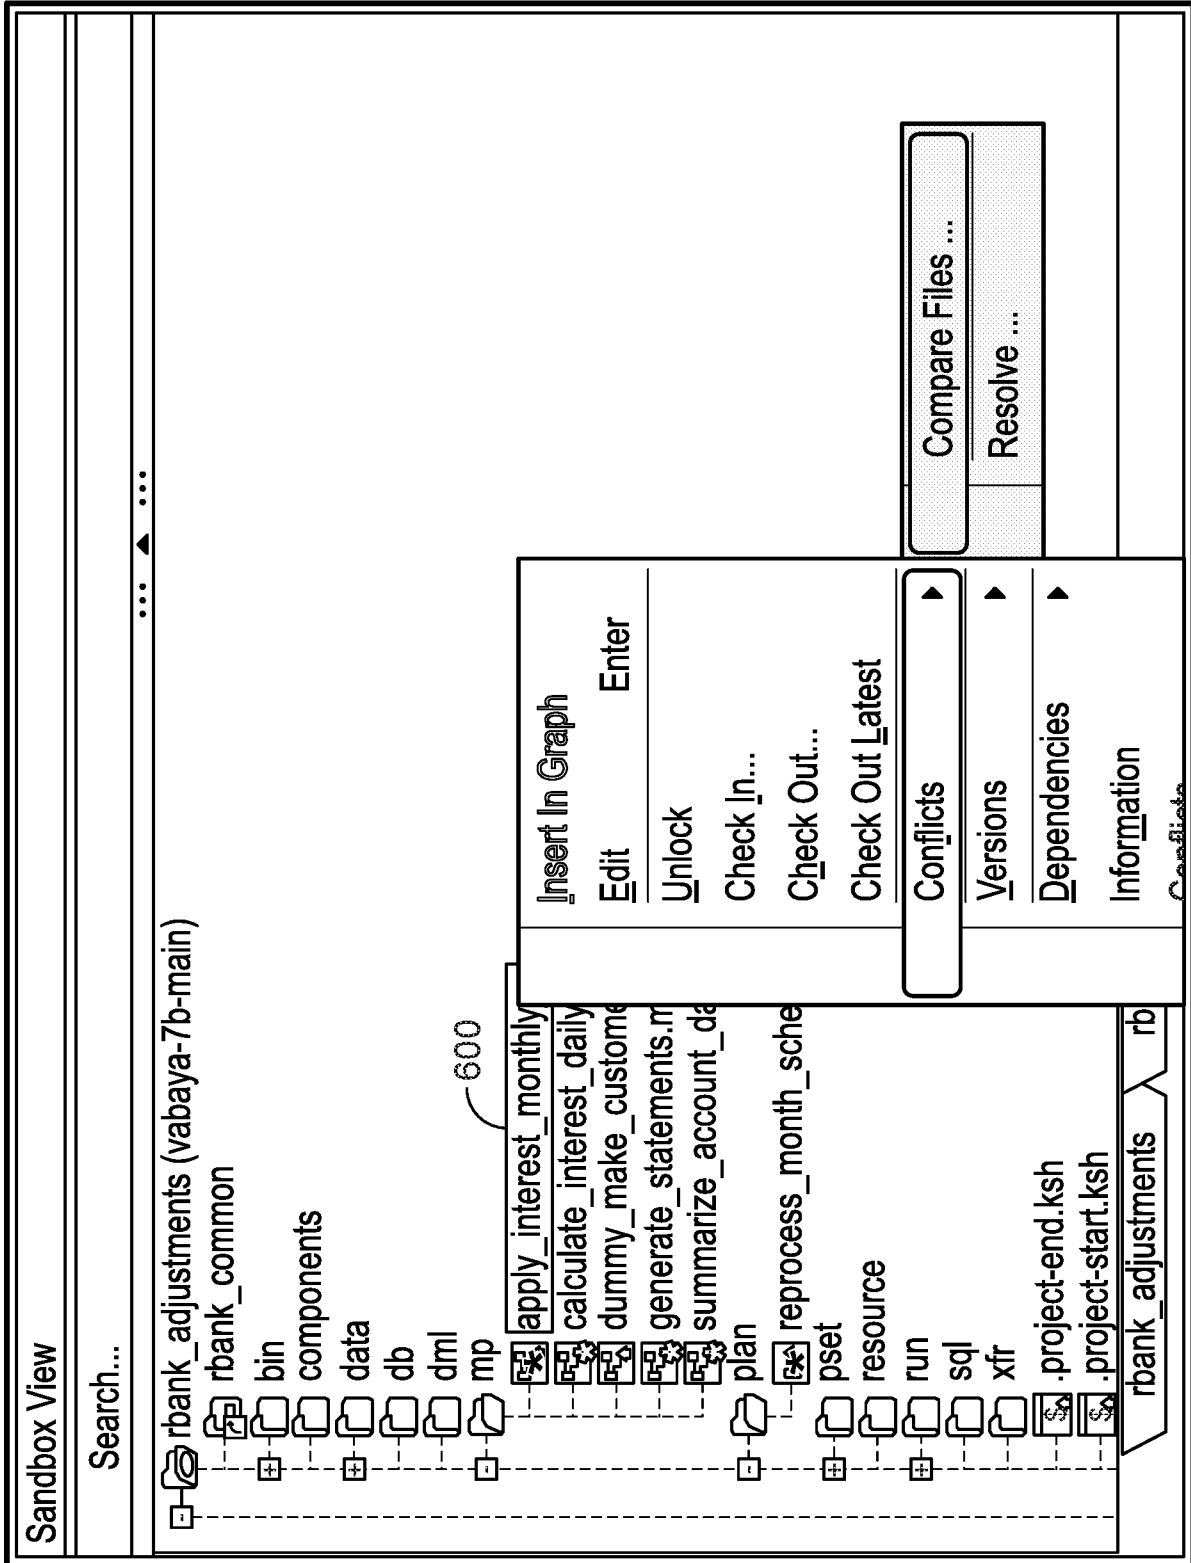 Sandbox View
Search...
... ...
rbank_adjustments (vabaya-7b-main)
rbank_common
bin
components
data
db
dml
mp
600
apply_interest_monthly
calculate_interest_daily
dummy_make_custome
generate_statements.m
summarize_account_da
plan
reprocess_month_sche
pset
resource
run
sql
xfr
.project-end.ksh
.project-start.ksh
rbank_adjustments
rb
Insert In Graph
Edit Enter
Unlock
Check In...
Check Out...
Check Out Latest
Conflicts
Versions
Dependencies
Information
Compare Files ...
Resolve ...